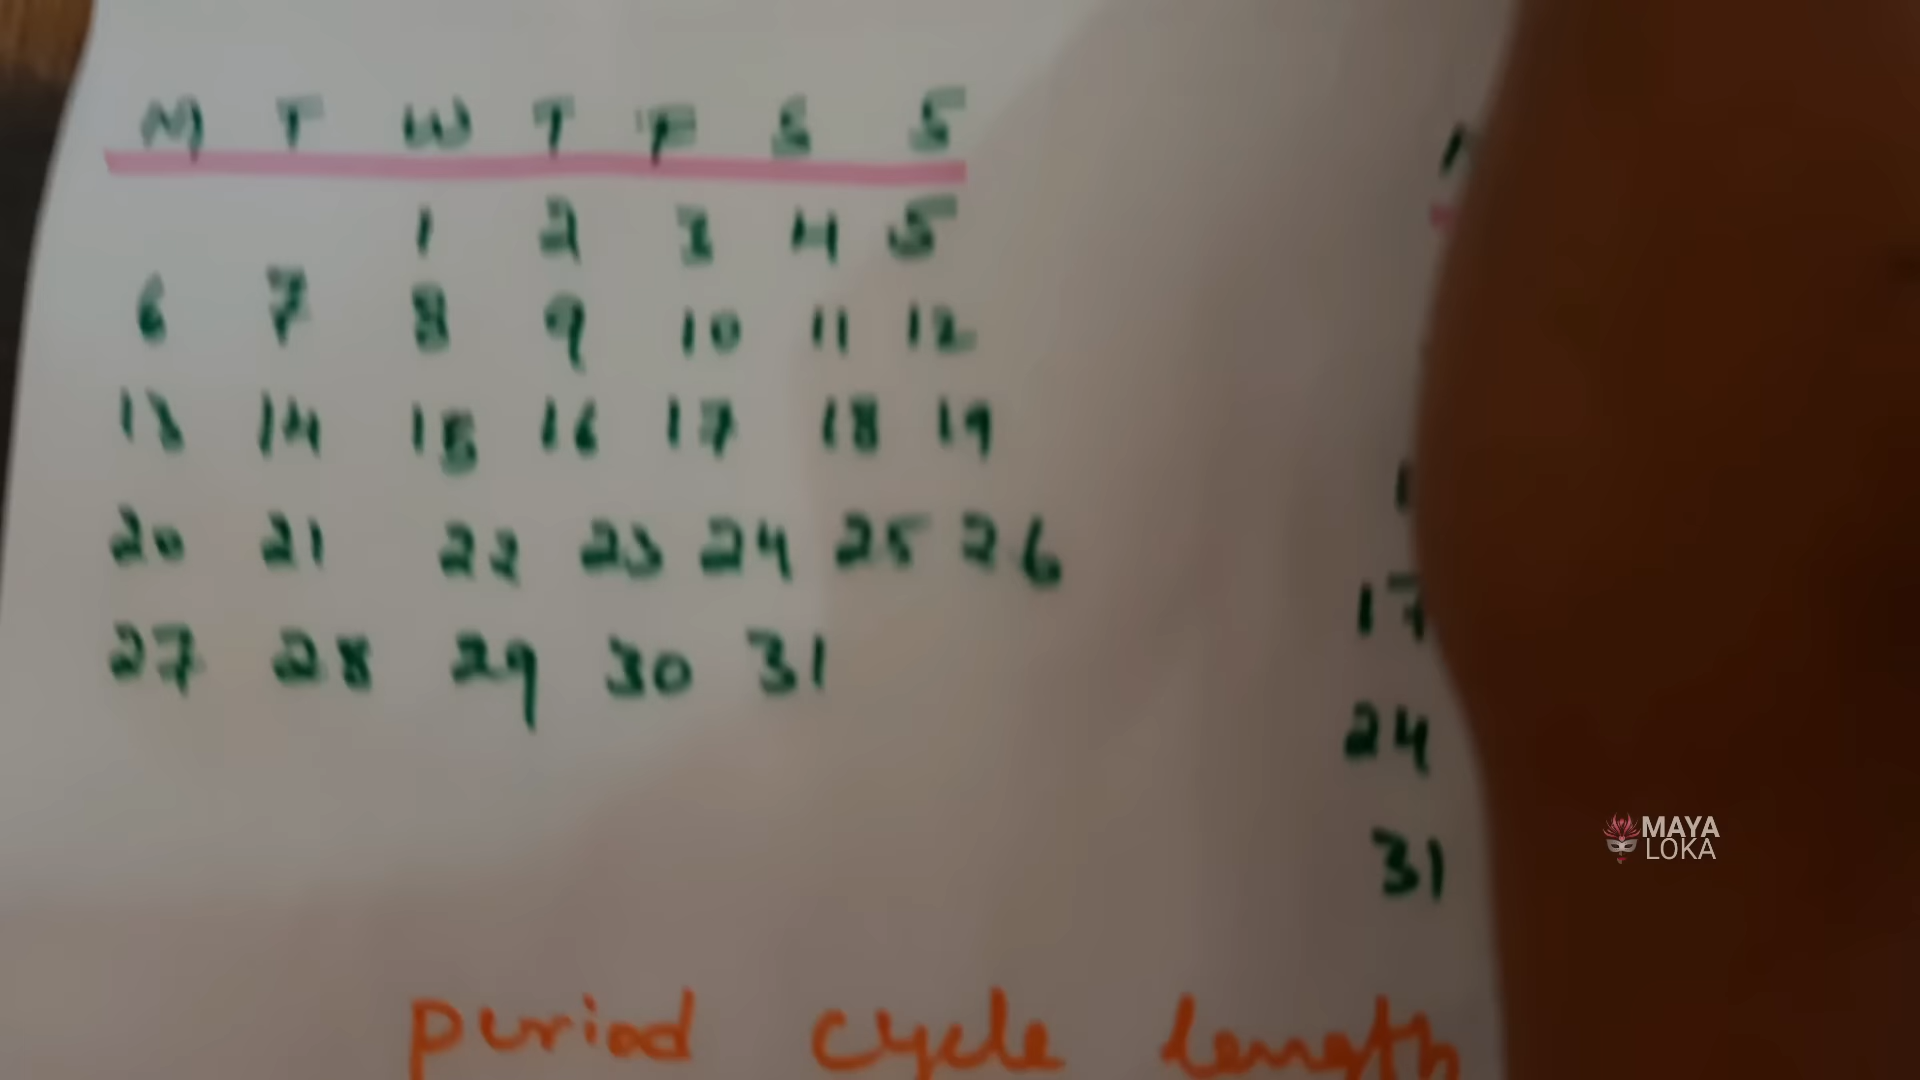 M T W T F S S
1 2 3 4 5
6 7 8 9 10 11 12
13 14 15 16 17 18 19
20 21 22 23 24 25 26
27 28 29 30 31
17
24
31
period cycle length
MAYA
LOKA